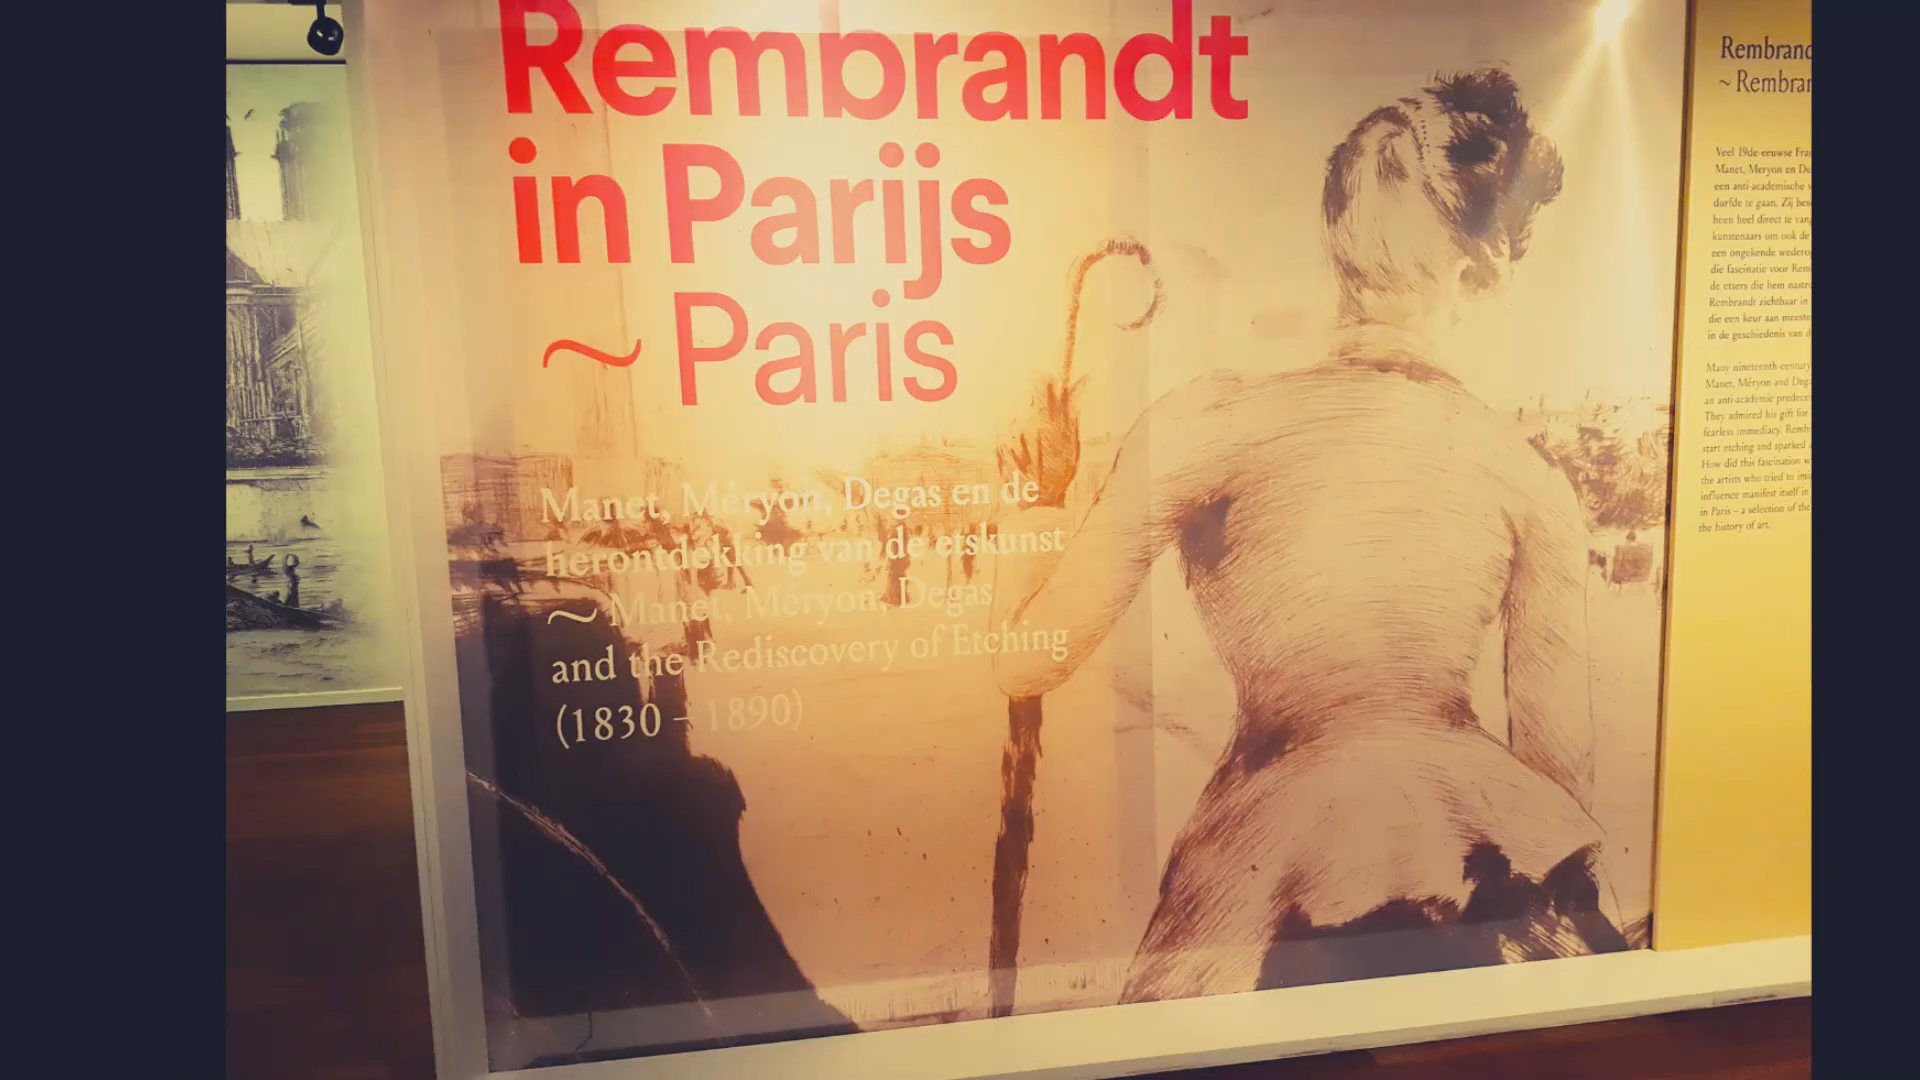 Rembrandt
in Parijs
~ Paris
Manet, Méryon, Degas en de
herontdekking van de etskunst
~ Manet, Méryon, Degas
and the Rediscovery of Etching
(1830 – 1890)
Rembrand
~ Rembran
Veel 19de-eeuwse Fra
Manet, Meryon en De
een anti-academische
durfde te gaan. Zij bew
heen heel direct te van
kunstenaars om ook de
een ongekende wederop
die fascinatie voor Rem
de etsers die hem nastre
Rembrandt zichtbaar in
die een keur aan meeste
in de geschiedenis van d
Many nineteenth-century
Manet, Méryon and Dega
an anti-academic predeces
They admired his gift for
fearless immediacy. Remb
start etching and sparked
How did this fascination w
the artists who tried to imi
influence manifest itself in
in Paris – a selection of the
the history of art.